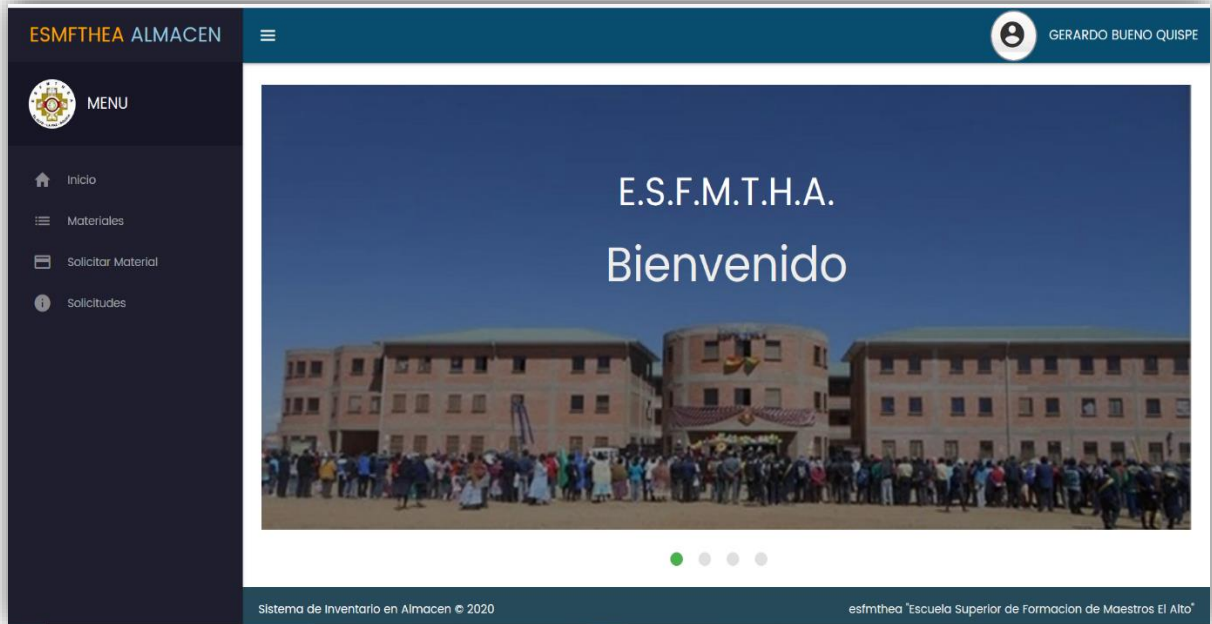 ESMFTHEA ALMACEN
GERARDO BUENO QUISPE
MENU
Inicio
Materiales
Solicitar Material
Solicitudes
E.S.F.M.T.H.A.
Bienvenido
Sistema de Inventario en Almacen © 2020
esfmthea "Escuela Superior de Formacion de Maestros El Alto"